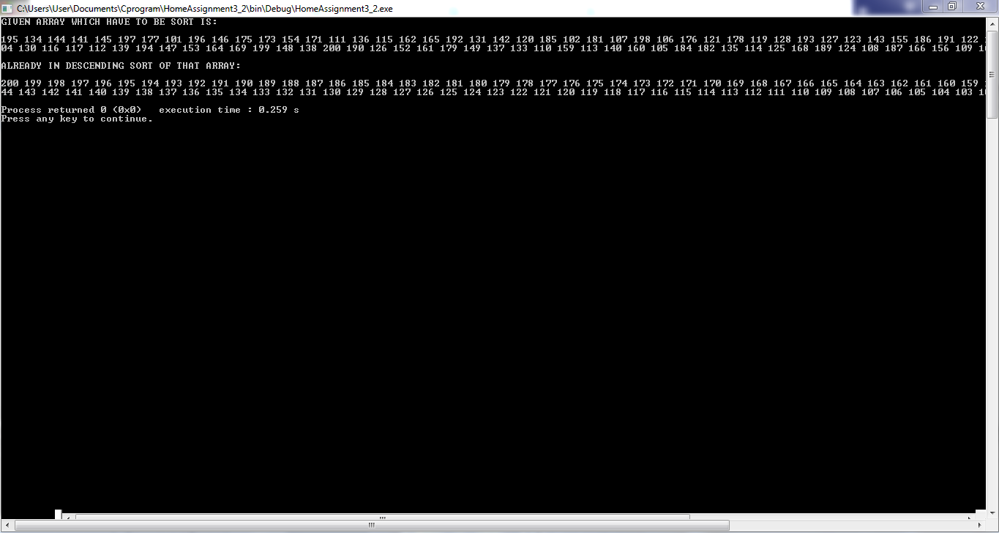 C:\Users\User\Documents\Cprogram\HomeAssignment3_2\bin\Debug\HomeAssignment3_2.exe
GIVEN ARRAY WHICH HAVE TO BE SORT IS:
195 134 144 141 145 197 177 101 196 146 175 173 154 171 111 136 115 162 165 192 131 142 120 185 102 181 107 198 106 176 121 178 119 128 193 127 123 143 155 186 191 122
04 130 116 117 112 139 194 147 153 164 169 199 148 138 200 190 126 152 161 179 149 137 133 110 159 113 140 160 105 184 182 135 114 125 168 189 124 108 187 166 156 109
ALREADY IN DESCENDING SORT OF THAT ARRAY:
200 199 198 197 196 195 194 193 192 191 190 189 188 187 186 185 184 183 182 181 180 179 178 177 176 175 174 173 172 171 170 169 168 167 166 165 164 163 162 161 160 159
44 143 142 141 140 139 138 137 136 135 134 133 132 131 130 129 128 127 126 125 124 123 122 121 120 119 118 117 116 115 114 113 112 111 110 109 108 107 106 105 104 103
Process returned 0 (0x0)   execution time : 0.259 s
Press any key to continue.